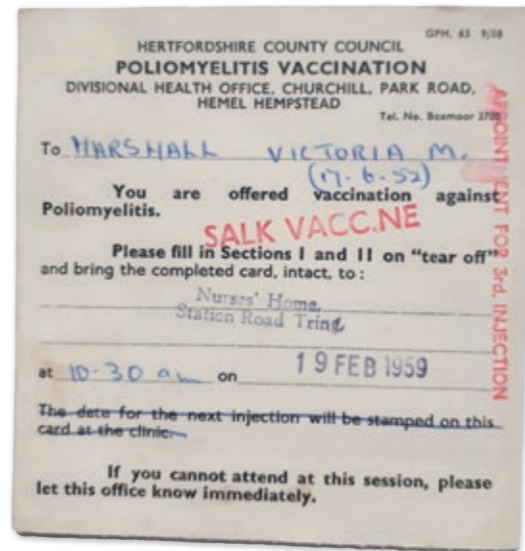 GPH. 63 9/58
HERTFORDSHIRE COUNTY COUNCIL
POLIOMYELITIS VACCINATION
DIVISIONAL HEALTH OFFICE, CHURCHILL, PARK ROAD,
HEMEL HEMPSTEAD
Tel. No. Boxmoor 3700
To MARSHALL VICTORIA M.
(17-6-52)
You are offered vaccination against
Poliomyelitis.
SALK VACC.NE
Please fill in Sections I and II on "tear off"
and bring the completed card, intact, to :
Nurses' Home,
Station Road Tring.
at 10-30 am on 19 FEB 1959
The date for the next injection will be stamped on this
card at the clinic.
If you cannot attend at this session, please
let this office know immediately.
APPOINTMENT FOR 3rd. INJECTION